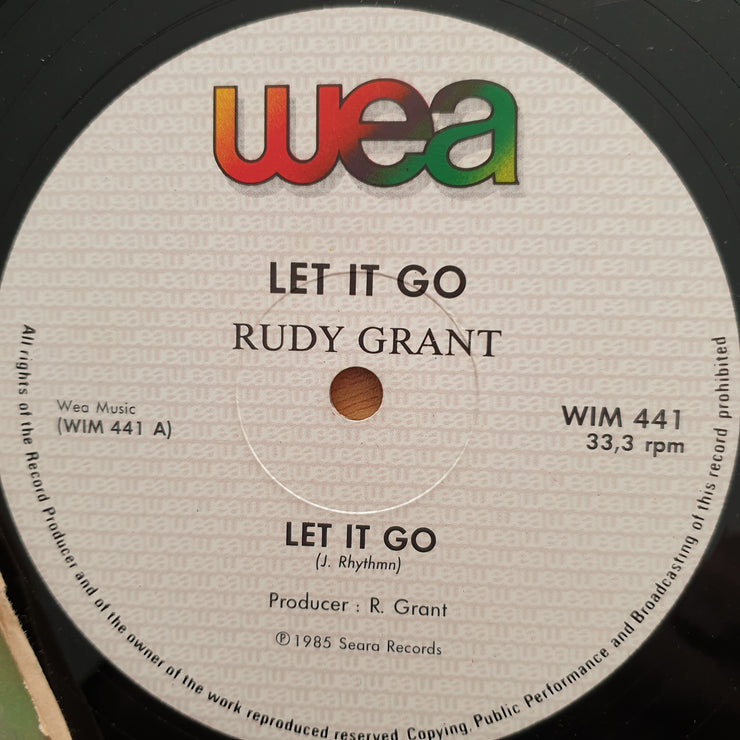 wea
LET IT GO
RUDY GRANT
Wea Music
(WIM 441 A)
WIM 441
33,3 rpm
LET IT GO
(J. Rhythmn)
Producer : R. Grant
℗ 1985 Seara Records
All rights of the Record Producer and of the owner of the work reproduced reserved Copying, Public Performance and Broadcasting of this record prohibited